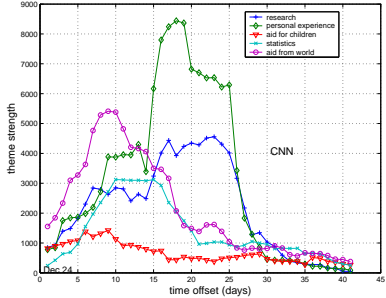 9000
8000
7000
6000
5000
4000
3000
2000
1000
0
theme strength
research
personal experience
aid for children
statistics
aid from world
CNN
Dec 24
0 5 10 15 20 25 30 35 40 45
time offset (days)